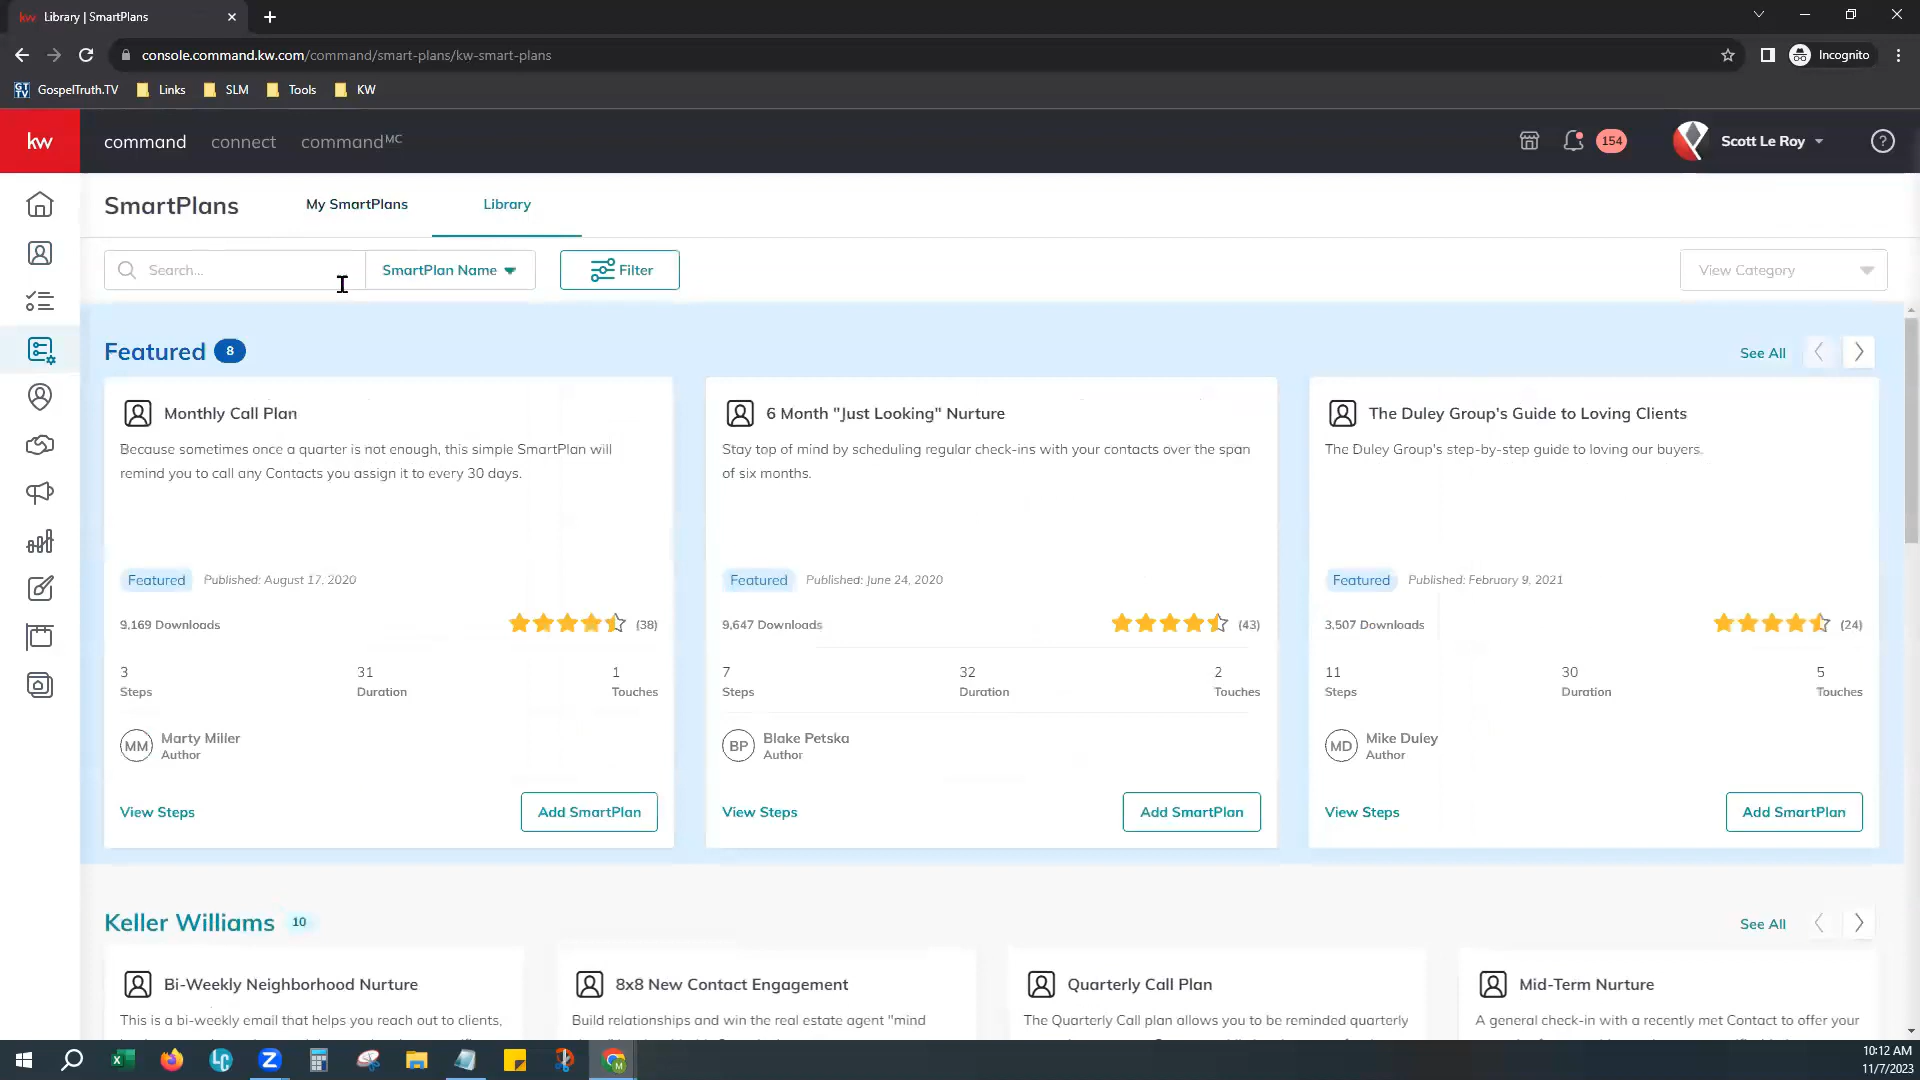 kw Library | SmartPlans
console.command.kw.com/command/smart-plans/kw-smart-plans
Incognito
GT TV GospelTruth.TV Links SLM Tools KW
kw command connect commandMC 154 Scott Le Roy ?
SmartPlans My SmartPlans Library
Search... SmartPlan Name Filter View Category
Featured 8 See All
Monthly Call Plan
Because sometimes once a quarter is not enough, this simple SmartPlan will
remind you to call any Contacts you assign it to every 30 days.
Featured Published: August 17, 2020
9,169 Downloads (38)
3 31 1
Steps Duration Touches
MM Marty Miller
Author
View Steps Add SmartPlan
6 Month "Just Looking" Nurture
Stay top of mind by scheduling regular check-ins with your contacts over the span
of six months.
Featured Published: June 24, 2020
9,647 Downloads (43)
7 32 2
Steps Duration Touches
BP Blake Petska
Author
View Steps Add SmartPlan
The Duley Group's Guide to Loving Clients
The Duley Group's step-by-step guide to loving our buyers.
Featured Published: February 9, 2021
3,507 Downloads (24)
11 30 5
Steps Duration Touches
MD Mike Duley
Author
View Steps Add SmartPlan
Keller Williams 10 See All
Bi-Weekly Neighborhood Nurture
This is a bi-weekly email that helps you reach out to clients,
8x8 New Contact Engagement
Build relationships and win the real estate agent "mind
Quarterly Call Plan
The Quarterly Call plan allows you to be reminded quarterly
Mid-Term Nurture
A general check-in with a recently met Contact to offer your
10:12 AM
11/7/2023